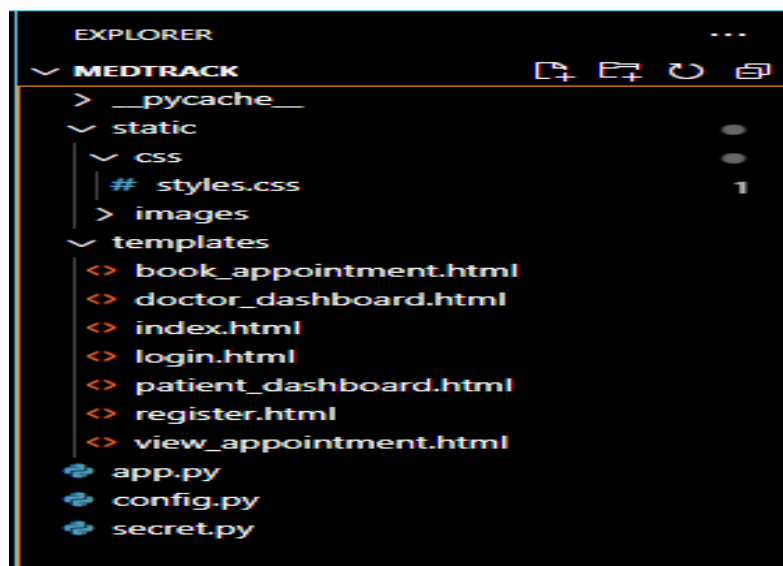 EXPLORER ...
MEDTRACK
> __pycache__
static
css
# styles.css 1
> images
templates
<> book_appointment.html
<> doctor_dashboard.html
<> index.html
<> login.html
<> patient_dashboard.html
<> register.html
<> view_appointment.html
app.py
config.py
secret.py